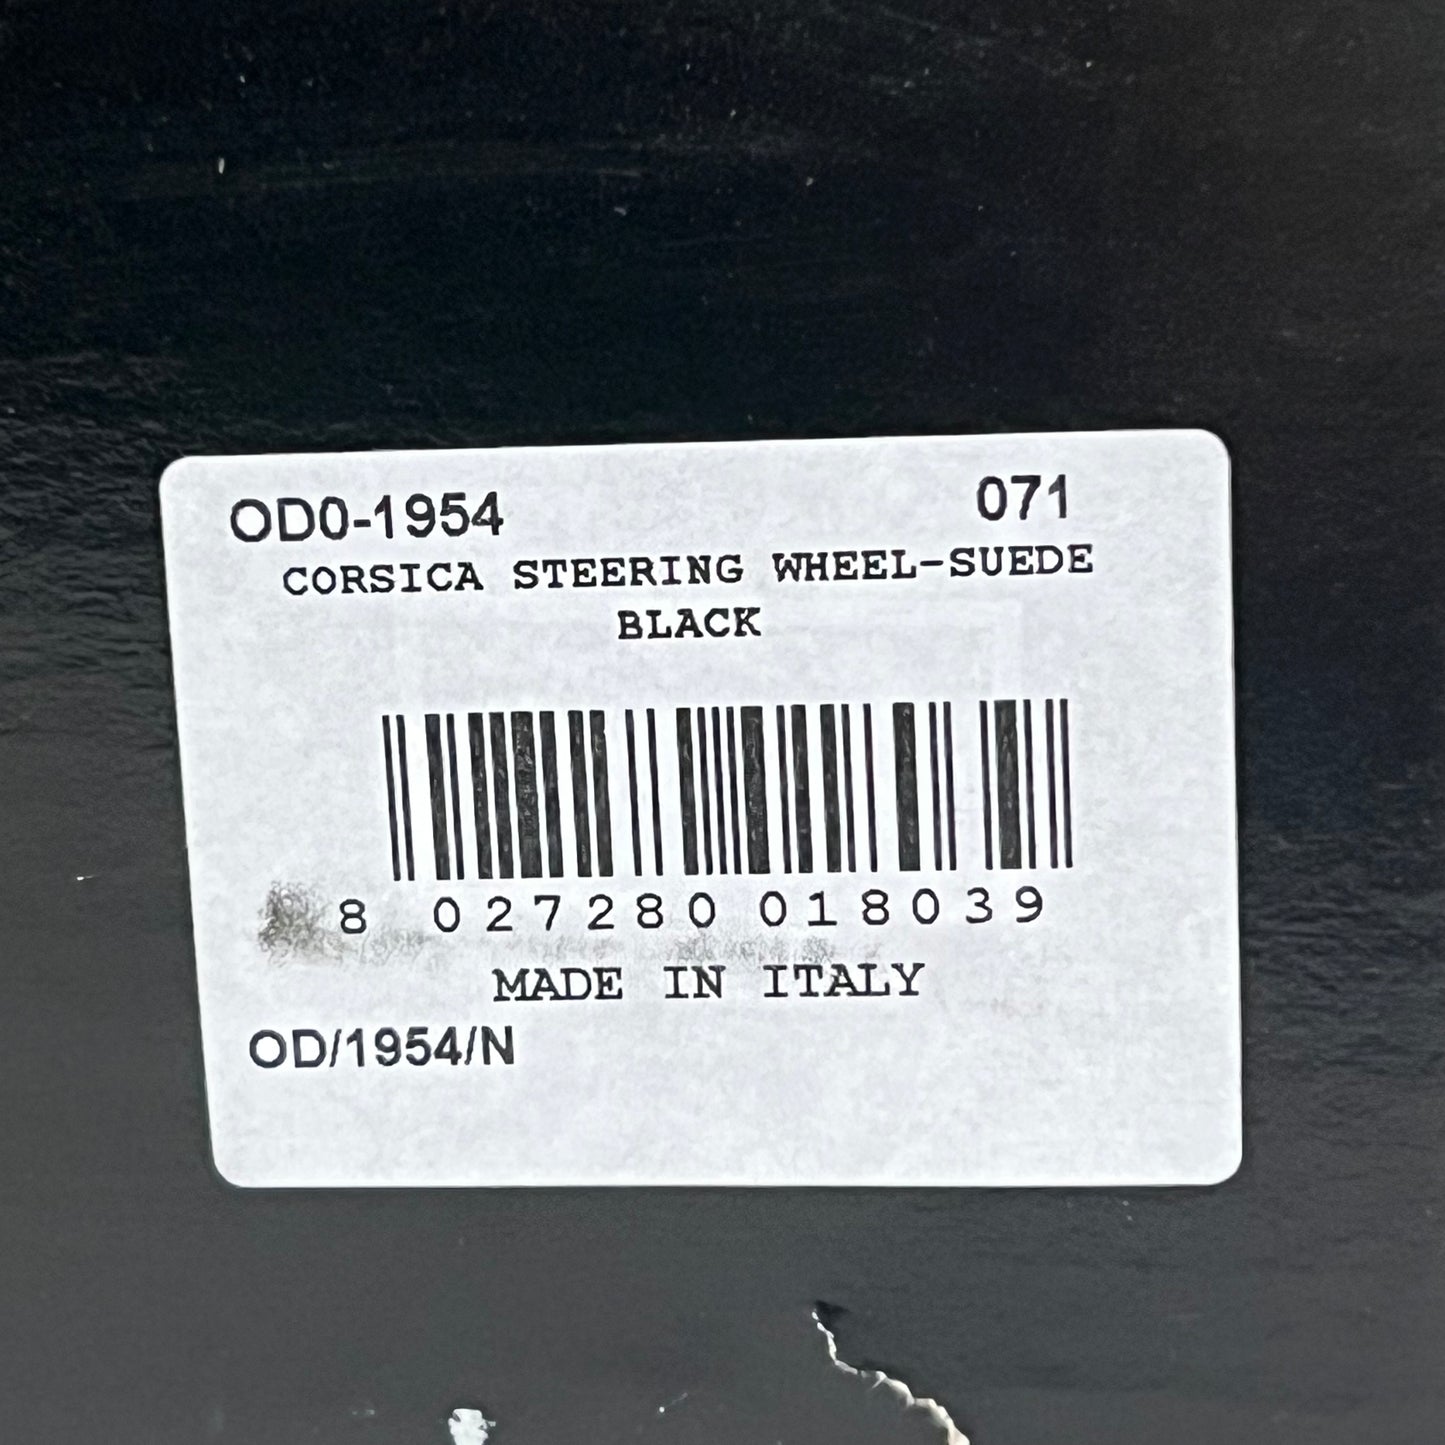 OD0-1954 071
CORSICA STEERING WHEEL-SUEDE
BLACK
8 027280 018039
MADE IN ITALY
OD/1954/N